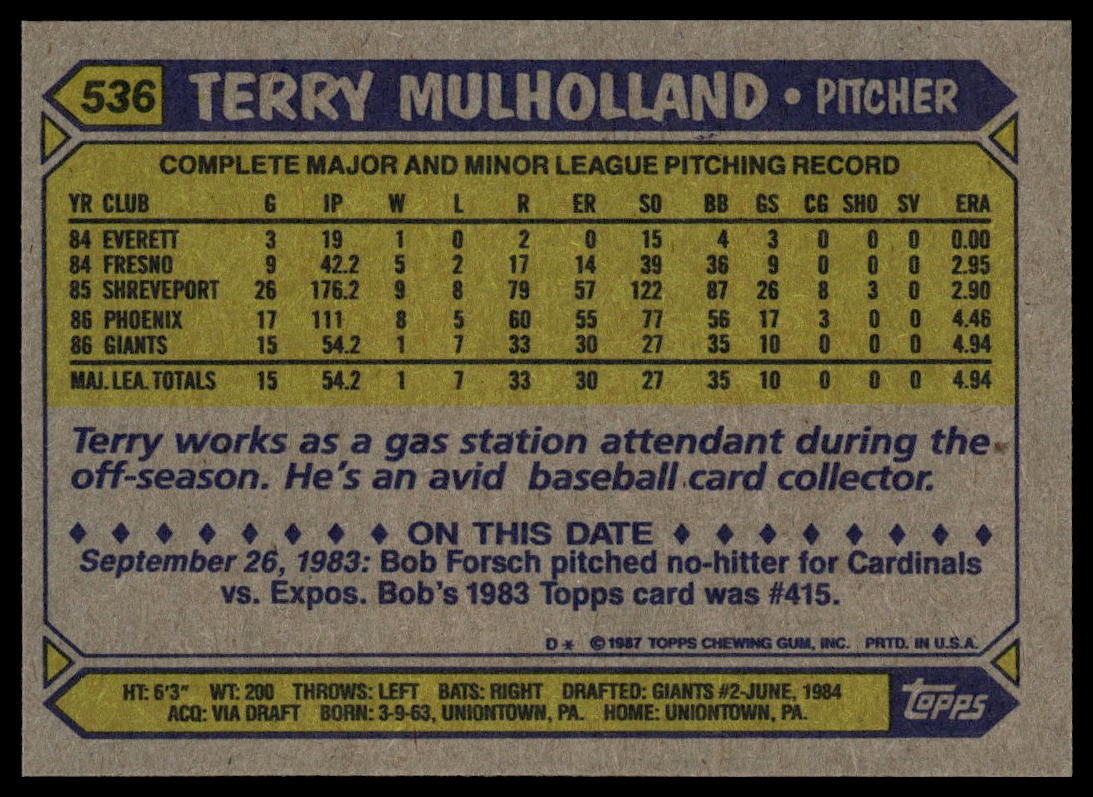 536 TERRY MULHOLLAND • PITCHER
COMPLETE MAJOR AND MINOR LEAGUE PITCHING RECORD
YR CLUB G IP W L R ER SO BB GS CG SHO SV ERA
84 EVERETT 3 19 1 0 2 0 15 4 3 0 0 0 0.00
84 FRESNO 9 42.2 5 2 17 14 39 36 9 0 0 0 2.95
85 SHREVEPORT 26 176.2 9 8 79 57 122 87 26 8 3 0 2.90
86 PHOENIX 17 111 8 5 60 55 77 56 17 3 0 0 4.46
86 GIANTS 15 54.2 1 7 33 30 27 35 10 0 0 0 4.94
MAJ. LEA. TOTALS 15 54.2 1 7 33 30 27 35 10 0 0 0 4.94
Terry works as a gas station attendant during the
off-season. He's an avid baseball card collector.
♦ ♦ ♦ ♦ ♦ ♦ ♦ ♦ ON THIS DATE ♦ ♦ ♦ ♦ ♦ ♦ ♦ ♦
September 26, 1983: Bob Forsch pitched no-hitter for Cardinals
vs. Expos. Bob's 1983 Topps card was #415.
D* ©1987 TOPPS CHEWING GUM, INC. PRTD. IN U.S.A.
HT: 6'3" WT: 200 THROWS: LEFT BATS: RIGHT DRAFTED: GIANTS #2-JUNE, 1984
ACQ: VIA DRAFT BORN: 3-9-63, UNIONTOWN, PA. HOME: UNIONTOWN, PA.
topps